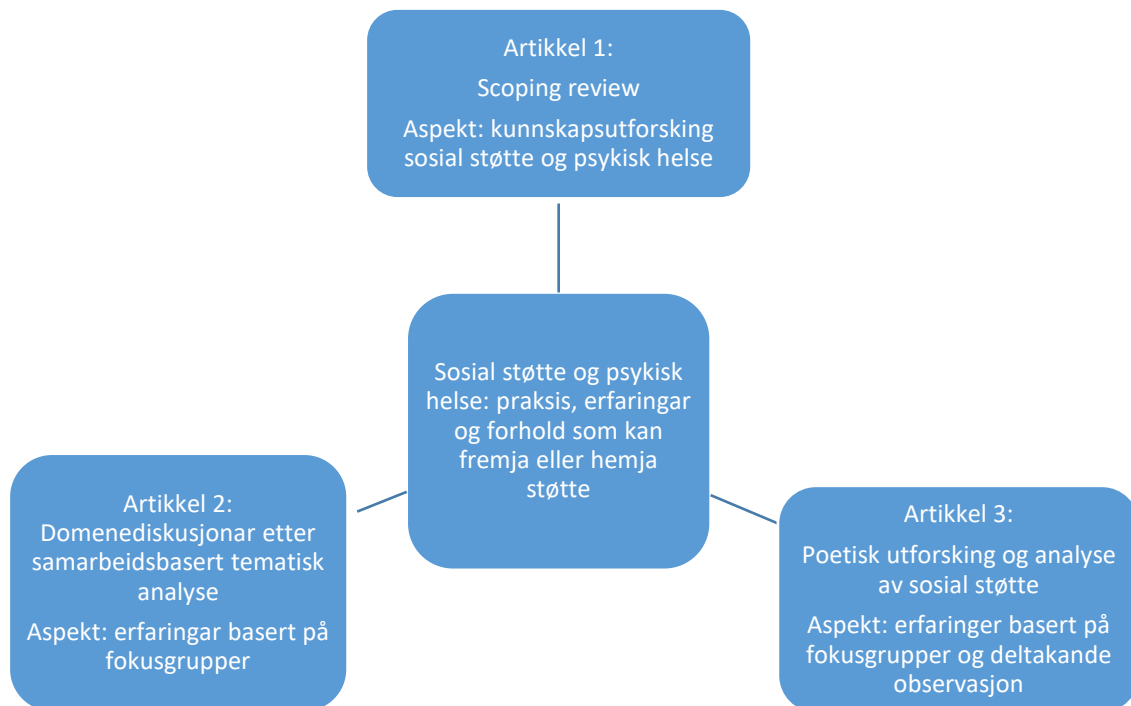 Artikkel 1:
Scoping review
Aspekt: kunnskapsutforsking
sosial støtte og psykisk helse
Sosial støtte og psykisk
helse: praksis, erfaringar
og forhold som kan
fremja eller hemja
støtte
Artikkel 2:
Domenediskusjonar etter
samarbeidsbasert tematisk
analyse
Aspekt: erfaringar basert på
fokusgrupper
Artikkel 3:
Poetisk utforsking og analyse
av sosial støtte
Aspekt: erfaringer basert på
fokusgrupper og deltakande
observasjon